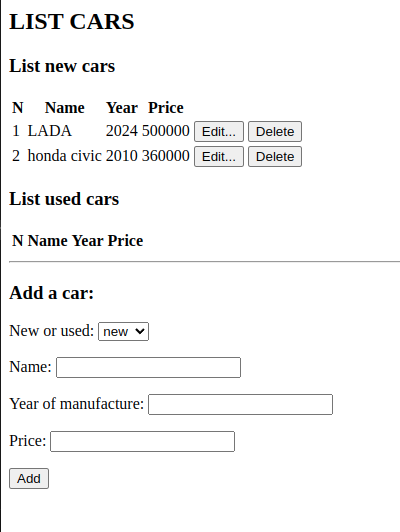 LIST CARS
List new cars
N Name Year Price
1 LADA 2024 500000 Edit... Delete
2 honda civic 2010 360000 Edit... Delete
List used cars
N Name Year Price
Add a car:
New or used: new
Name:
Year of manufacture:
Price:
Add